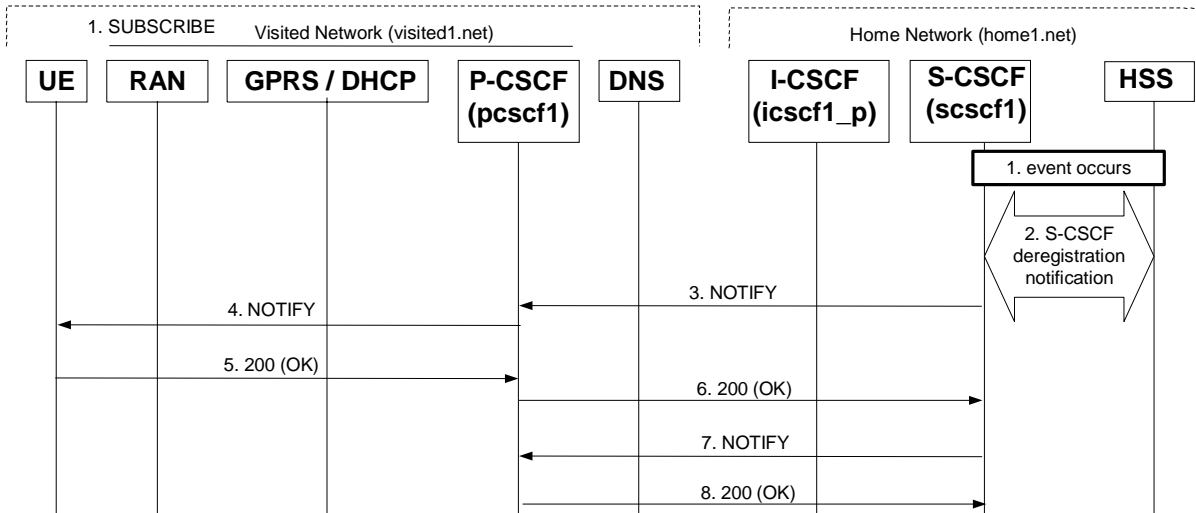 1. SUBSCRIBE
Visited Network (visited1.net)
Home Network (home1.net)
UE
RAN
GPRS / DHCP
P-CSCF
(pcscf1)
DNS
I-CSCF
(icscf1_p)
S-CSCF
(scscf1)
HSS
1. event occurs
2. S-CSCF
deregistration
notification
3. NOTIFY
4. NOTIFY
5. 200 (OK)
6. 200 (OK)
7. NOTIFY
8. 200 (OK)